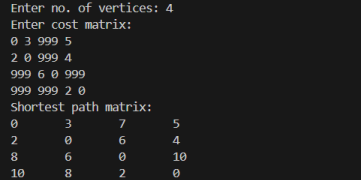 Enter no. of vertices: 4
Enter cost matrix:
0 3 999 5
2 0 999 4
999 6 0 999
999 999 2 0
Shortest path matrix:
0 3 7 5
2 0 6 4
8 6 0 10
10 8 2 0